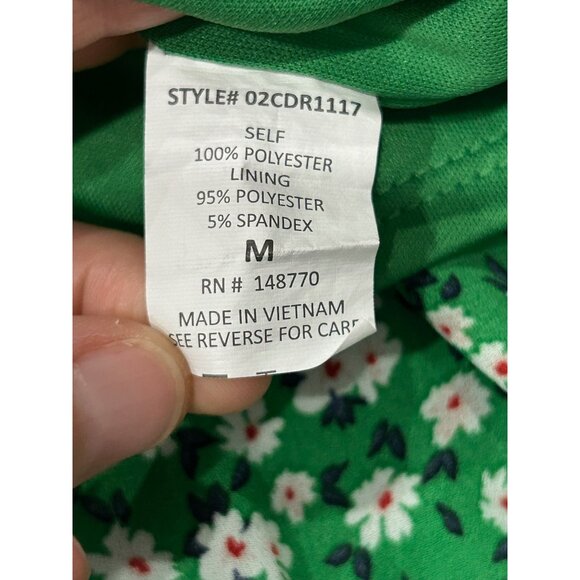 STYLE# 02CDR1117
SELF
100% POLYESTER
LINING
95% POLYESTER
5% SPANDEX
M
RN # 148770
MADE IN VIETNAM
SEE REVERSE FOR CARE